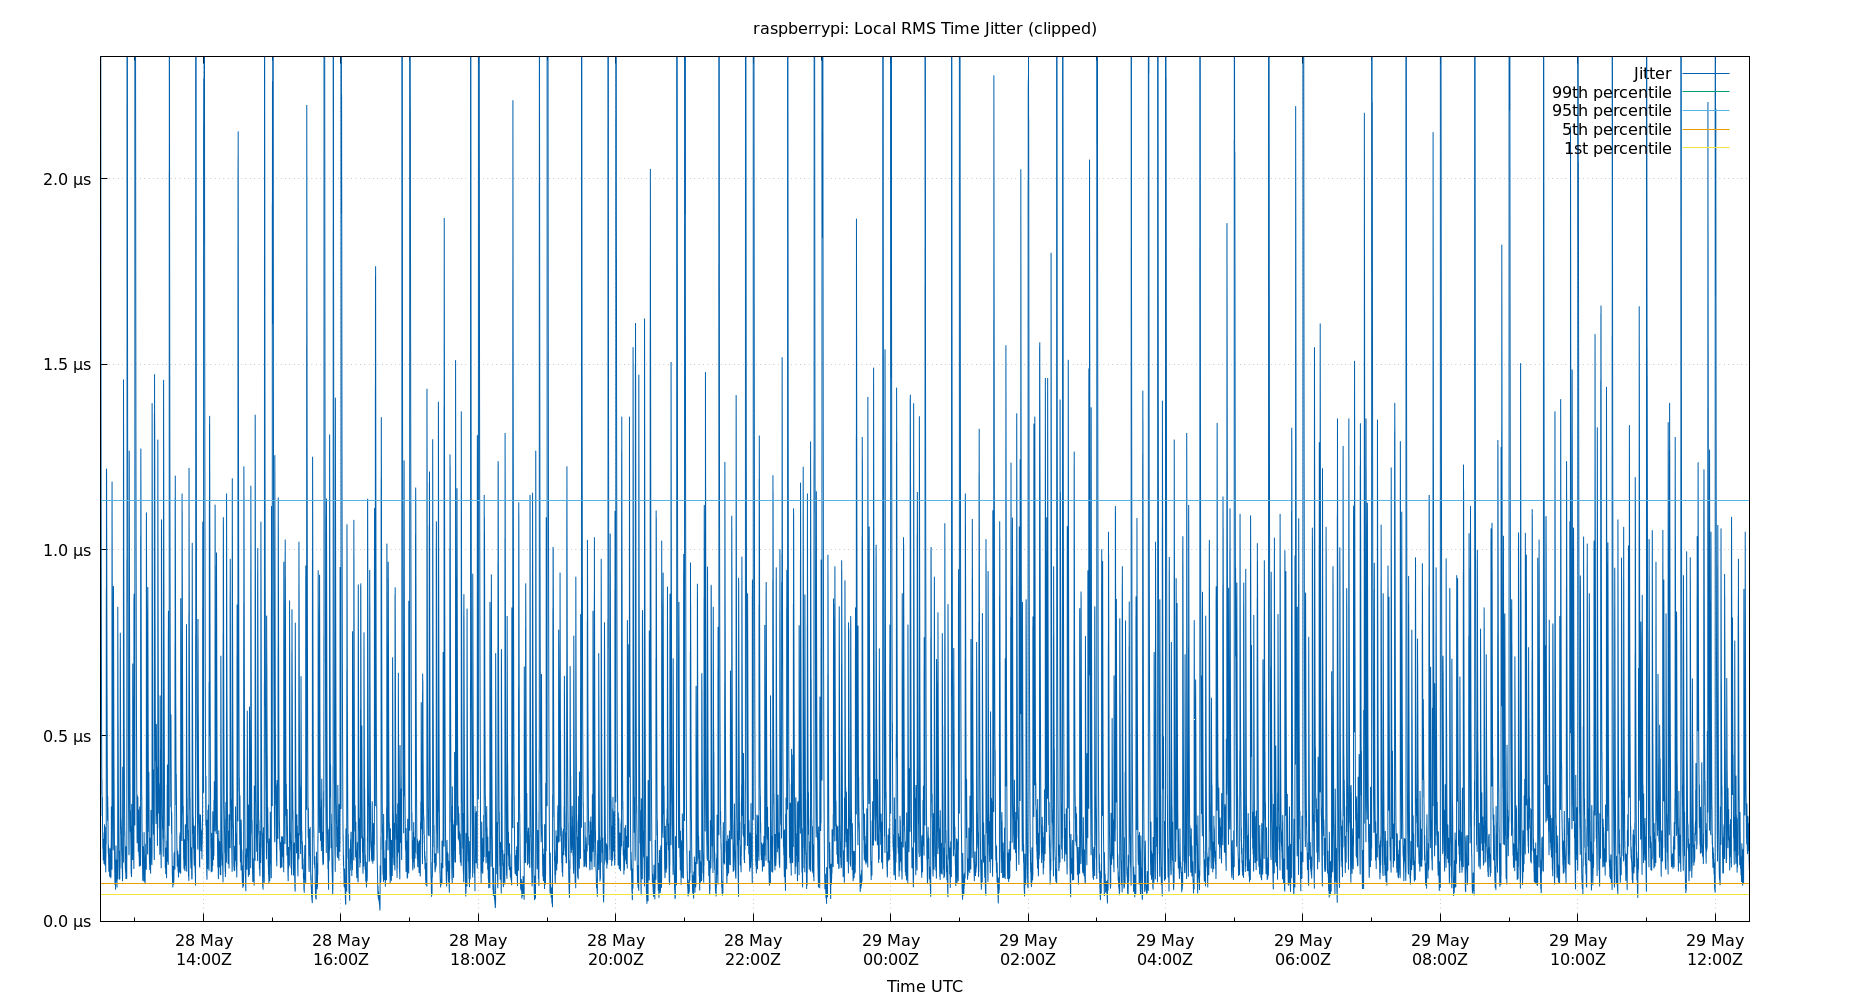 raspberrypi: Local RMS Time Jitter (clipped)
Jitter
99th percentile
95th percentile
5th percentile
1st percentile
2.0 µs
1.5 µs
1.0 µs
0.5 µs
0.0 µs
28 May 28 May 28 May 28 May 28 May 29 May 29 May 29 May 29 May 29 May 29 May 29 May
14:00Z 16:00Z 18:00Z 20:00Z 22:00Z 00:00Z 02:00Z 04:00Z 06:00Z 08:00Z 10:00Z 12:00Z
Time UTC